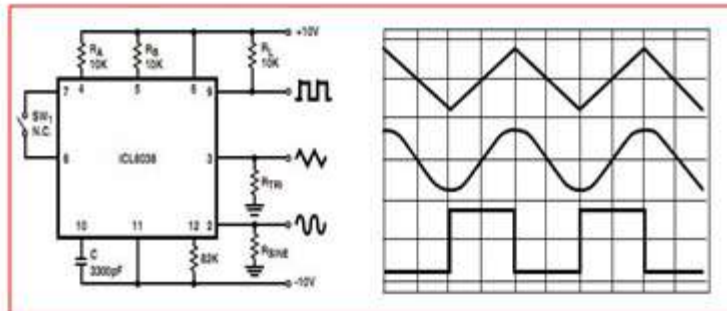 +10V
RA
10K
RB
10K
RL
10K
7
4
5
6
9
SW1
N.C.
8
ICL8038
3
RTRI
10
11
12
2
C
3300pF
82K
RSINE
-10V